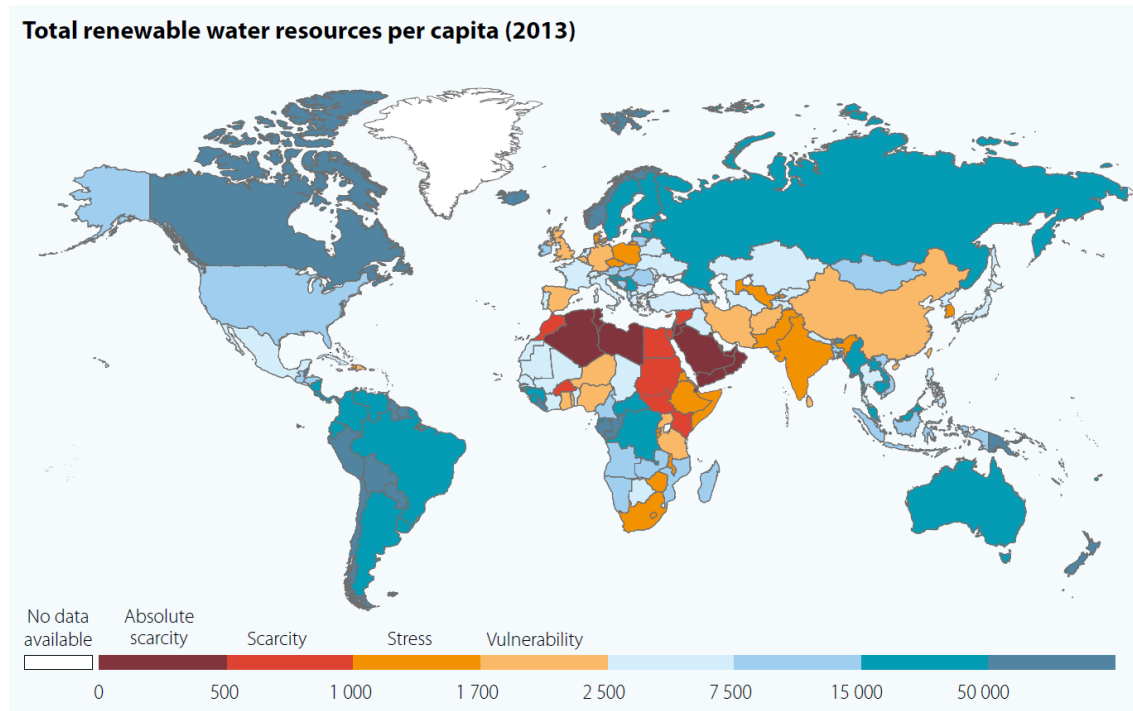 Total renewable water resources per capita (2013)
No data
available
Absolute
scarcity
Scarcity
Stress
Vulnerability
0
500
1 000
1 700
2 500
7 500
15 000
50 000